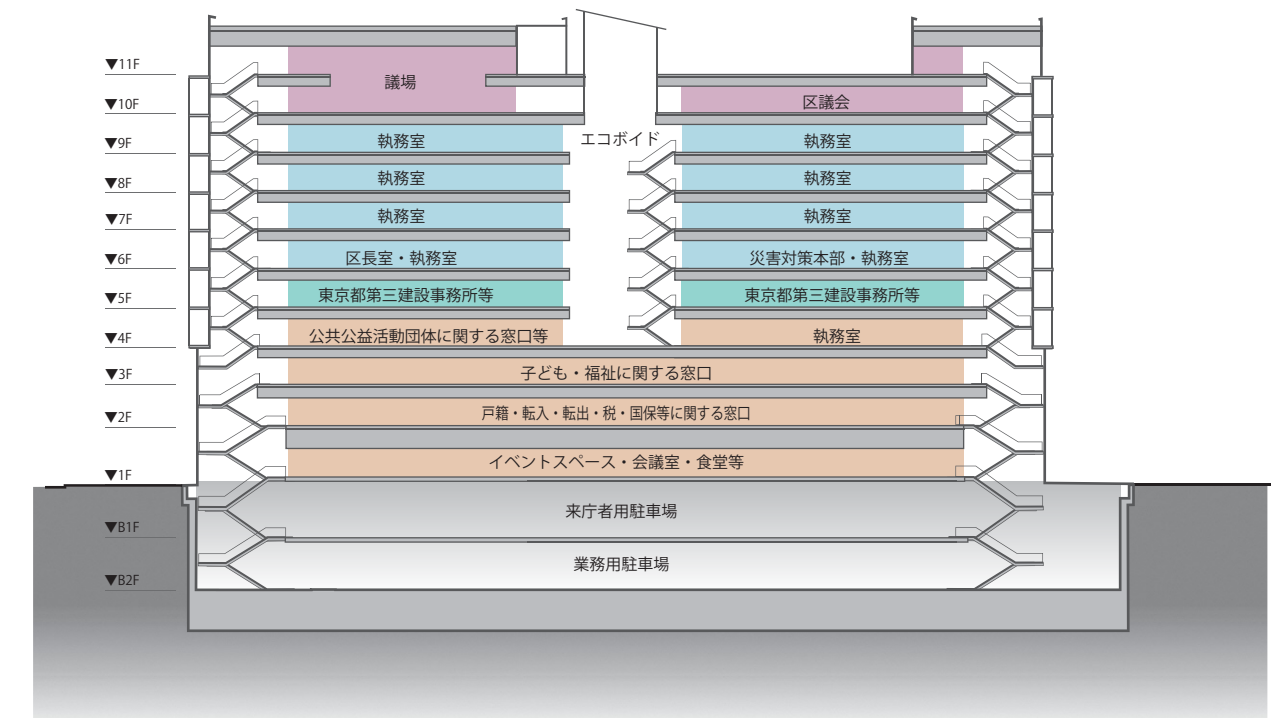 ▼11F
議場
▼10F
区議会
エコボイド
▼9F
執務室
執務室
▼8F
執務室
執務室
▼7F
執務室
執務室
▼6F
区長室・執務室
災害対策本部・執務室
▼5F
東京都第三建設事務所等
東京都第三建設事務所等
▼4F
公共公益活動団体に関する窓口等
執務室
▼3F
子ども・福祉に関する窓口
▼2F
戸籍・転入・転出・税・国保等に関する窓口
▼1F
イベントスペース・会議室・食堂等
来庁者用駐車場
▼B1F
業務用駐車場
▼B2F